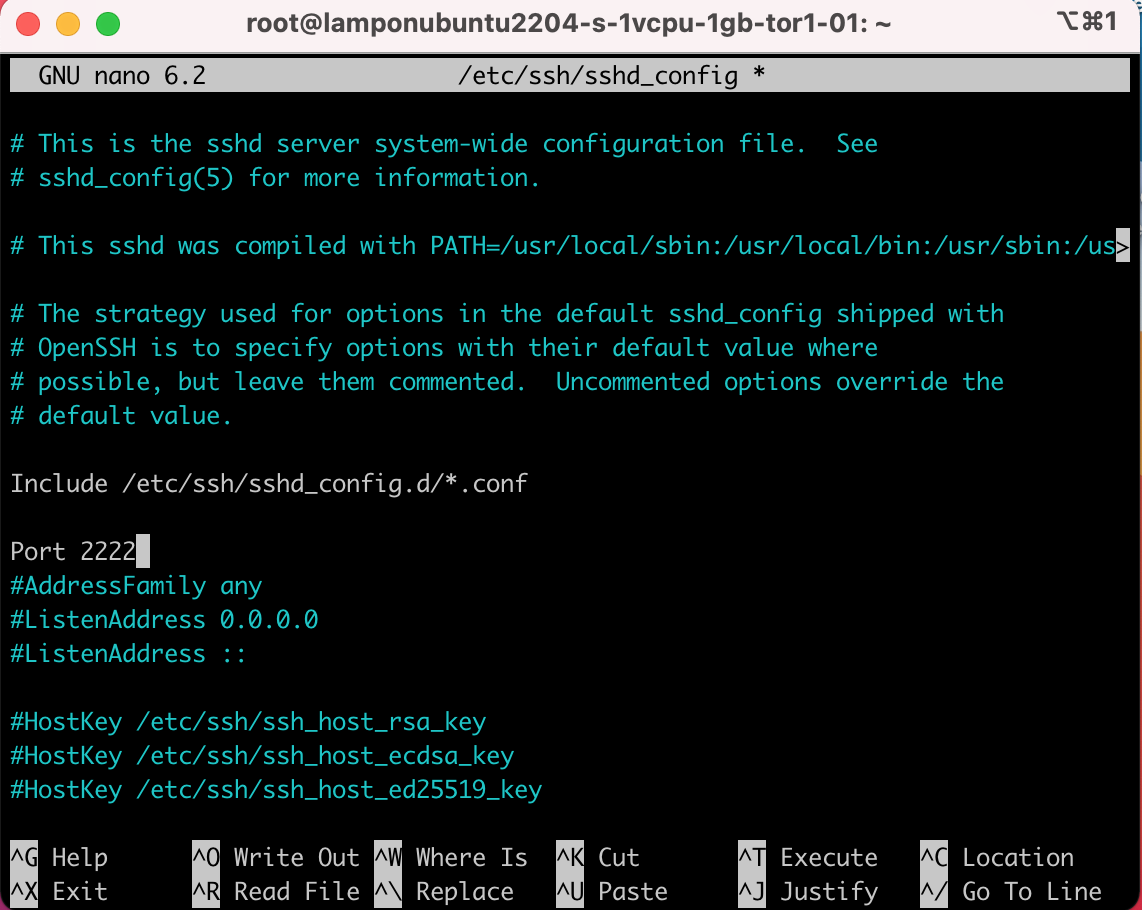 root@lamponubuntu2204-s-1vcpu-1gb-tor1-01: ~ ⌥⌘1
GNU nano 6.2 /etc/ssh/sshd_config *
# This is the sshd server system-wide configuration file.  See
# sshd_config(5) for more information.
# This sshd was compiled with PATH=/usr/local/sbin:/usr/local/bin:/usr/sbin:/us>
# The strategy used for options in the default sshd_config shipped with
# OpenSSH is to specify options with their default value where
# possible, but leave them commented.  Uncommented options override the
# default value.
Include /etc/ssh/sshd_config.d/*.conf
Port 2222
#AddressFamily any
#ListenAddress 0.0.0.0
#ListenAddress ::
#HostKey /etc/ssh/ssh_host_rsa_key
#HostKey /etc/ssh/ssh_host_ecdsa_key
#HostKey /etc/ssh/ssh_host_ed25519_key
^G Help ^O Write Out ^W Where Is ^K Cut ^T Execute ^C Location
^X Exit ^R Read File ^\ Replace ^U Paste ^J Justify ^/ Go To Line